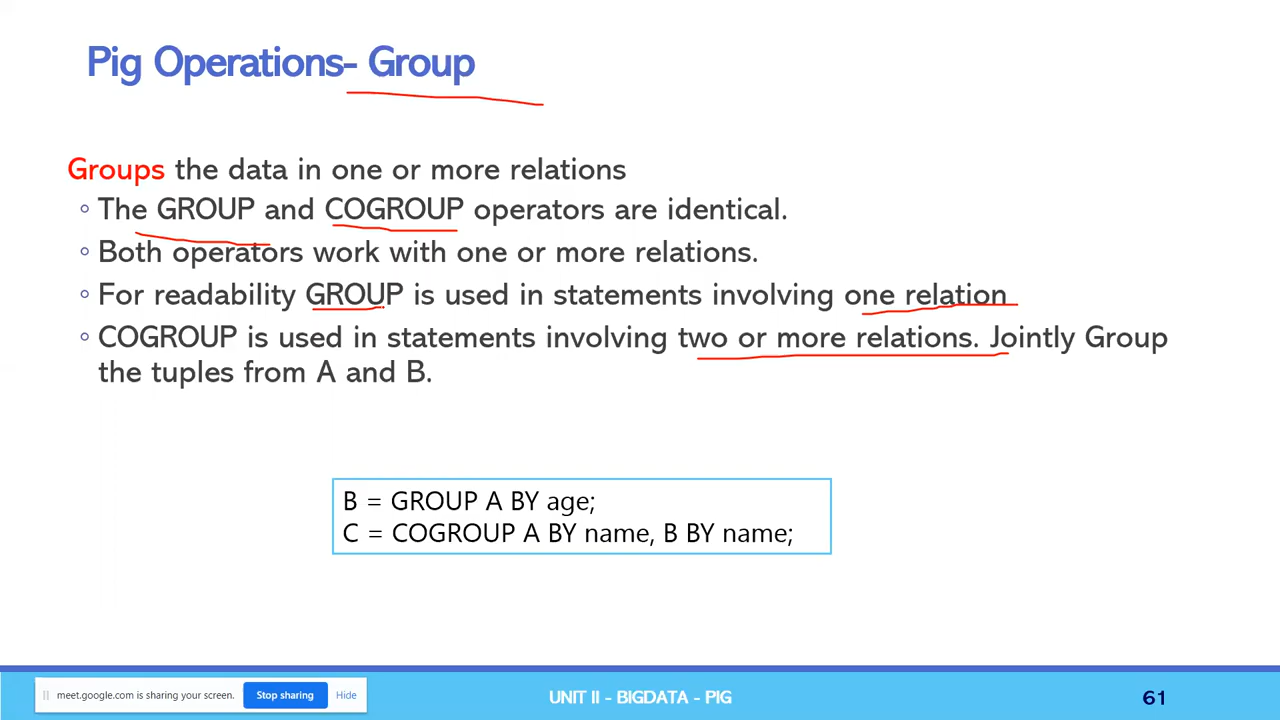 Pig Operations- Group
Groups the data in one or more relations
◦ The GROUP and COGROUP operators are identical.
◦ Both operators work with one or more relations.
◦ For readability GROUP is used in statements involving one relation
◦ COGROUP is used in statements involving two or more relations. Jointly Group
the tuples from A and B.
B = GROUP A BY age;
C = COGROUP A BY name, B BY name;
meet.google.com is sharing your screen. Stop sharing Hide
UNIT II - BIGDATA - PIG
61